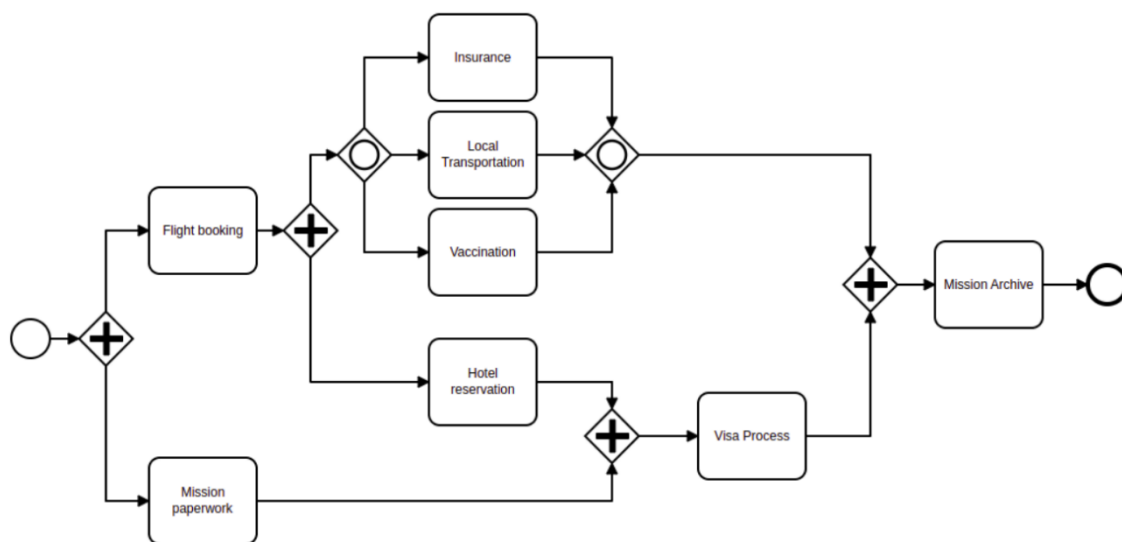 Insurance
Local
Transportation
Flight booking
Vaccination
Mission Archive
Hotel
reservation
Visa Process
Mission
paperwork